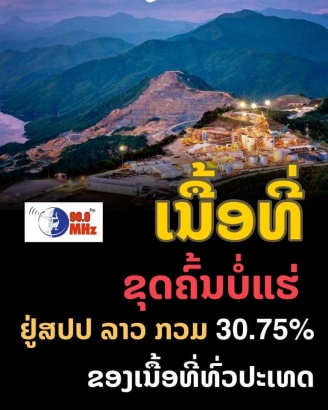 90.0 FM
MHz
ເນື້ອທີ່
ຂຸດຄົ້ນບໍ່ແຮ່
ຢູ່ສປປ ລາວ ກວມ 30.75%
ຂອງເນື້ອທີ່ທົ່ວປະເທດ